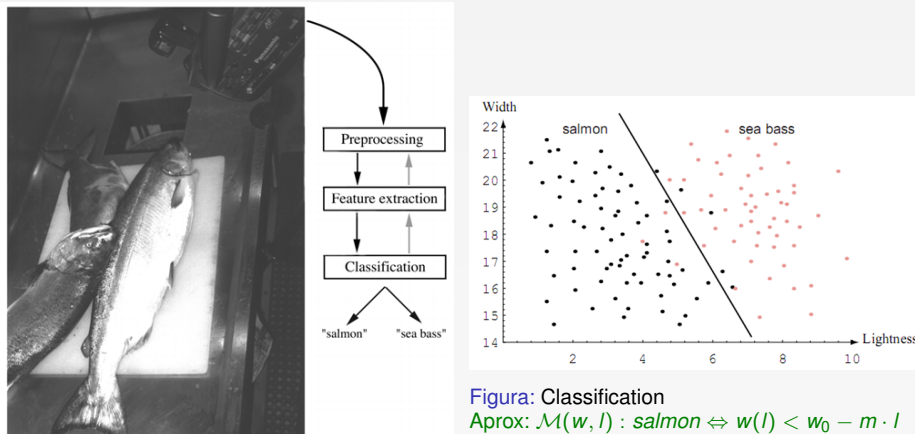 Panasonic
Preprocessing
Feature extraction
Classification
"salmon" "sea bass"
Width
salmon sea bass
22
21
20
19
18
17
16
15
14
2 4 6 8 10
Lightness
Figura: Classification
Aprox: ℳ(w, l) : salmon ⇔ w(l) < w₀ − m · l